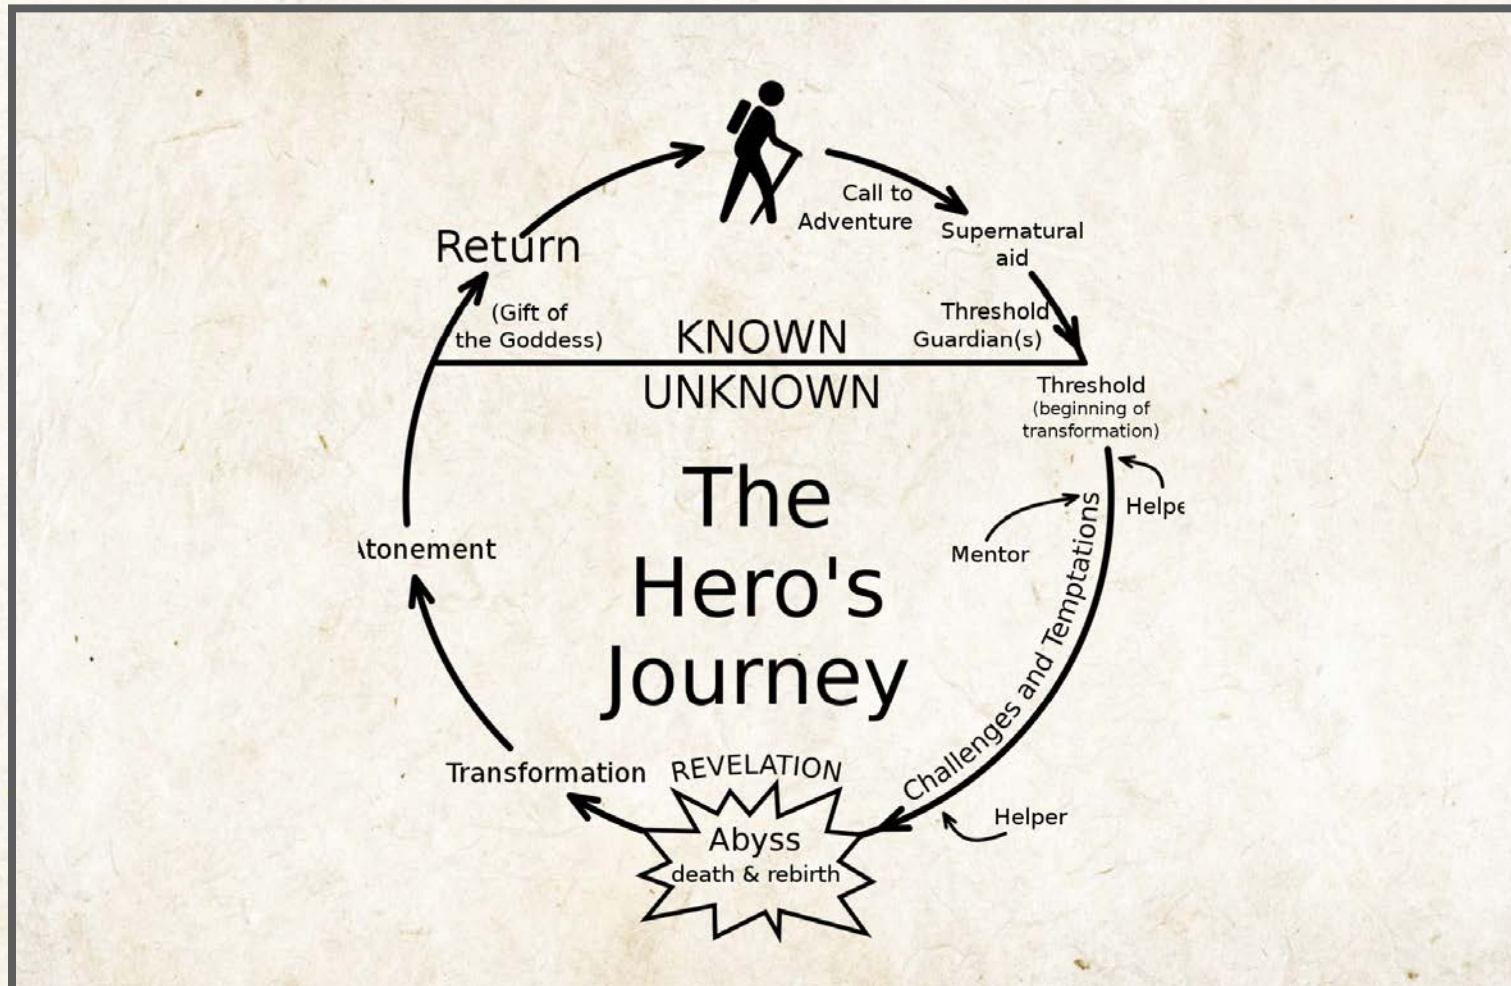 Call to
Adventure
Supernatural
aid
Return
(Gift of
the Goddess)
Threshold
Guardian(s)
KNOWN
UNKNOWN
Threshold
(beginning of
transformation)
Helpe
Mentor
The
Hero's
Journey
Challenges and Temptations
tonement
Transformation
REVELATION
Helper
Abyss
death & rebirth